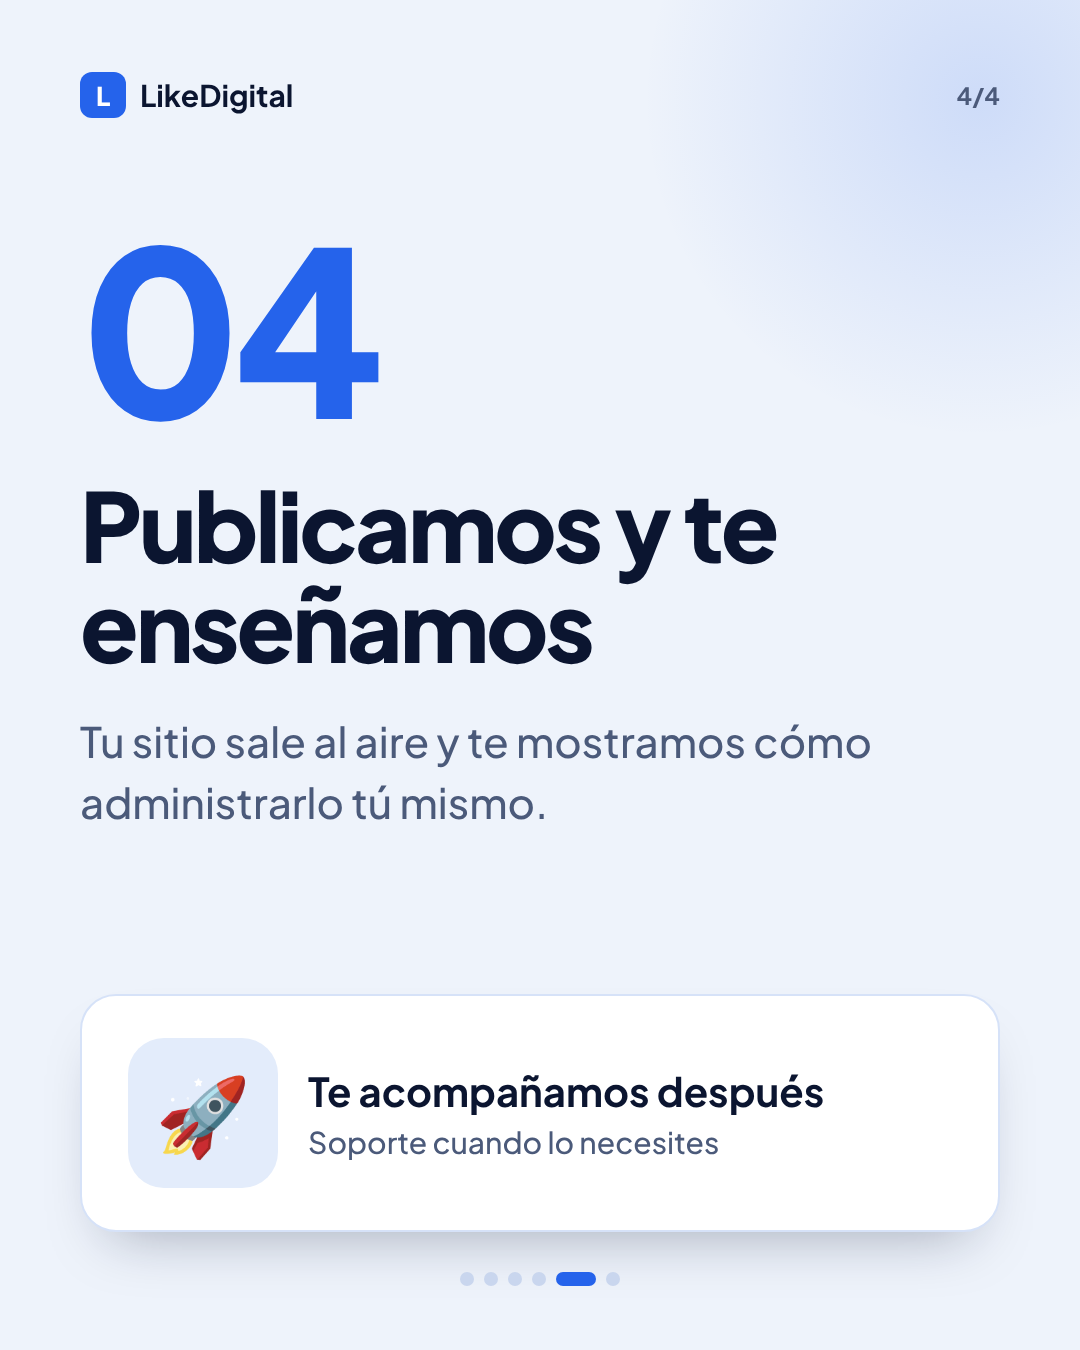 L LikeDigital
4/4
04
Publicamos y te
enseñamos
Tu sitio sale al aire y te mostramos cómo
administrarlo tú mismo.
Te acompañamos después
Soporte cuando lo necesites